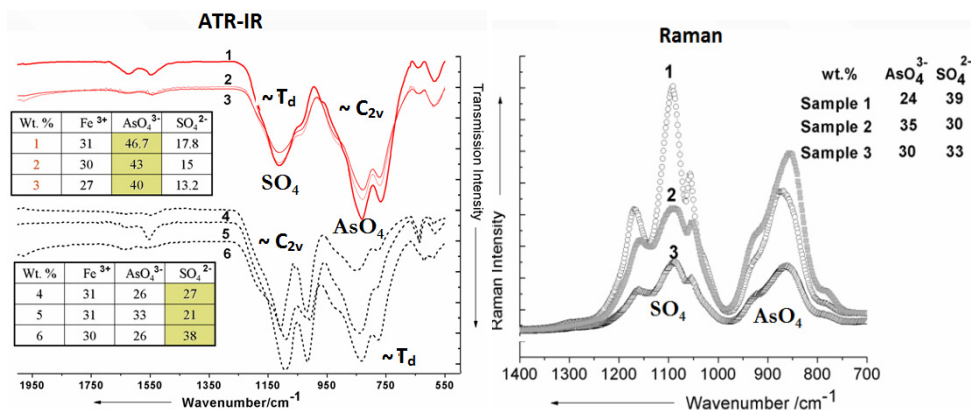 ATR-IR
1
2
3
~ Td
~ C2v
SO4
AsO4
Wt. % Fe 3+ AsO4 3- SO4 2-
1 31 46.7 17.8
2 30 43 15
3 27 40 13.2
4
5
6
~ C2v
~ Td
Wt. % Fe 3+ AsO4 3- SO4 2-
4 31 26 27
5 31 33 21
6 30 26 38
Transmission Intensity
1950 1750 1550 1350 1150 950 750 550
Wavenumber/cm-1
Raman
wt.% AsO4 3- SO4 2-
Sample 1 24 39
Sample 2 35 30
Sample 3 30 33
1
2
3
SO4
AsO4
Raman Intensity
1400 1300 1200 1100 1000 900 800 700
Wavenumber /cm-1